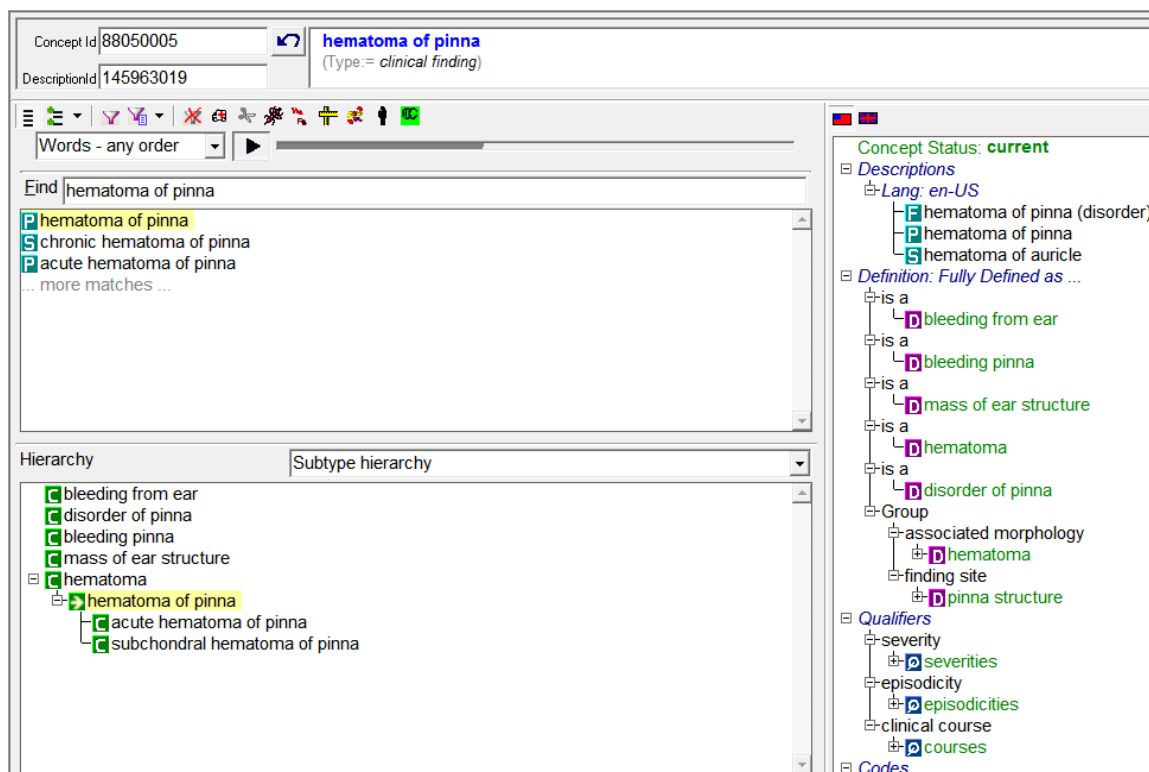 Concept Id 88050005
hematoma of pinna
(Type:= clinical finding)
DescriptionId 145963019
Words - any order
Find hematoma of pinna
P hematoma of pinna
S chronic hematoma of pinna
P acute hematoma of pinna
... more matches ...
Hierarchy Subtype hierarchy
C bleeding from ear
C disorder of pinna
C bleeding pinna
C mass of ear structure
C hematoma
hematoma of pinna
C acute hematoma of pinna
C subchondral hematoma of pinna
Concept Status: current
Descriptions
Lang: en-US
F hematoma of pinna (disorder)
P hematoma of pinna
S hematoma of auricle
Definition: Fully Defined as ...
is a
D bleeding from ear
is a
D bleeding pinna
is a
D mass of ear structure
is a
D hematoma
is a
D disorder of pinna
Group
associated morphology
D hematoma
finding site
D pinna structure
Qualifiers
severity
Q severities
episodicity
Q episodicities
clinical course
Q courses
Codes